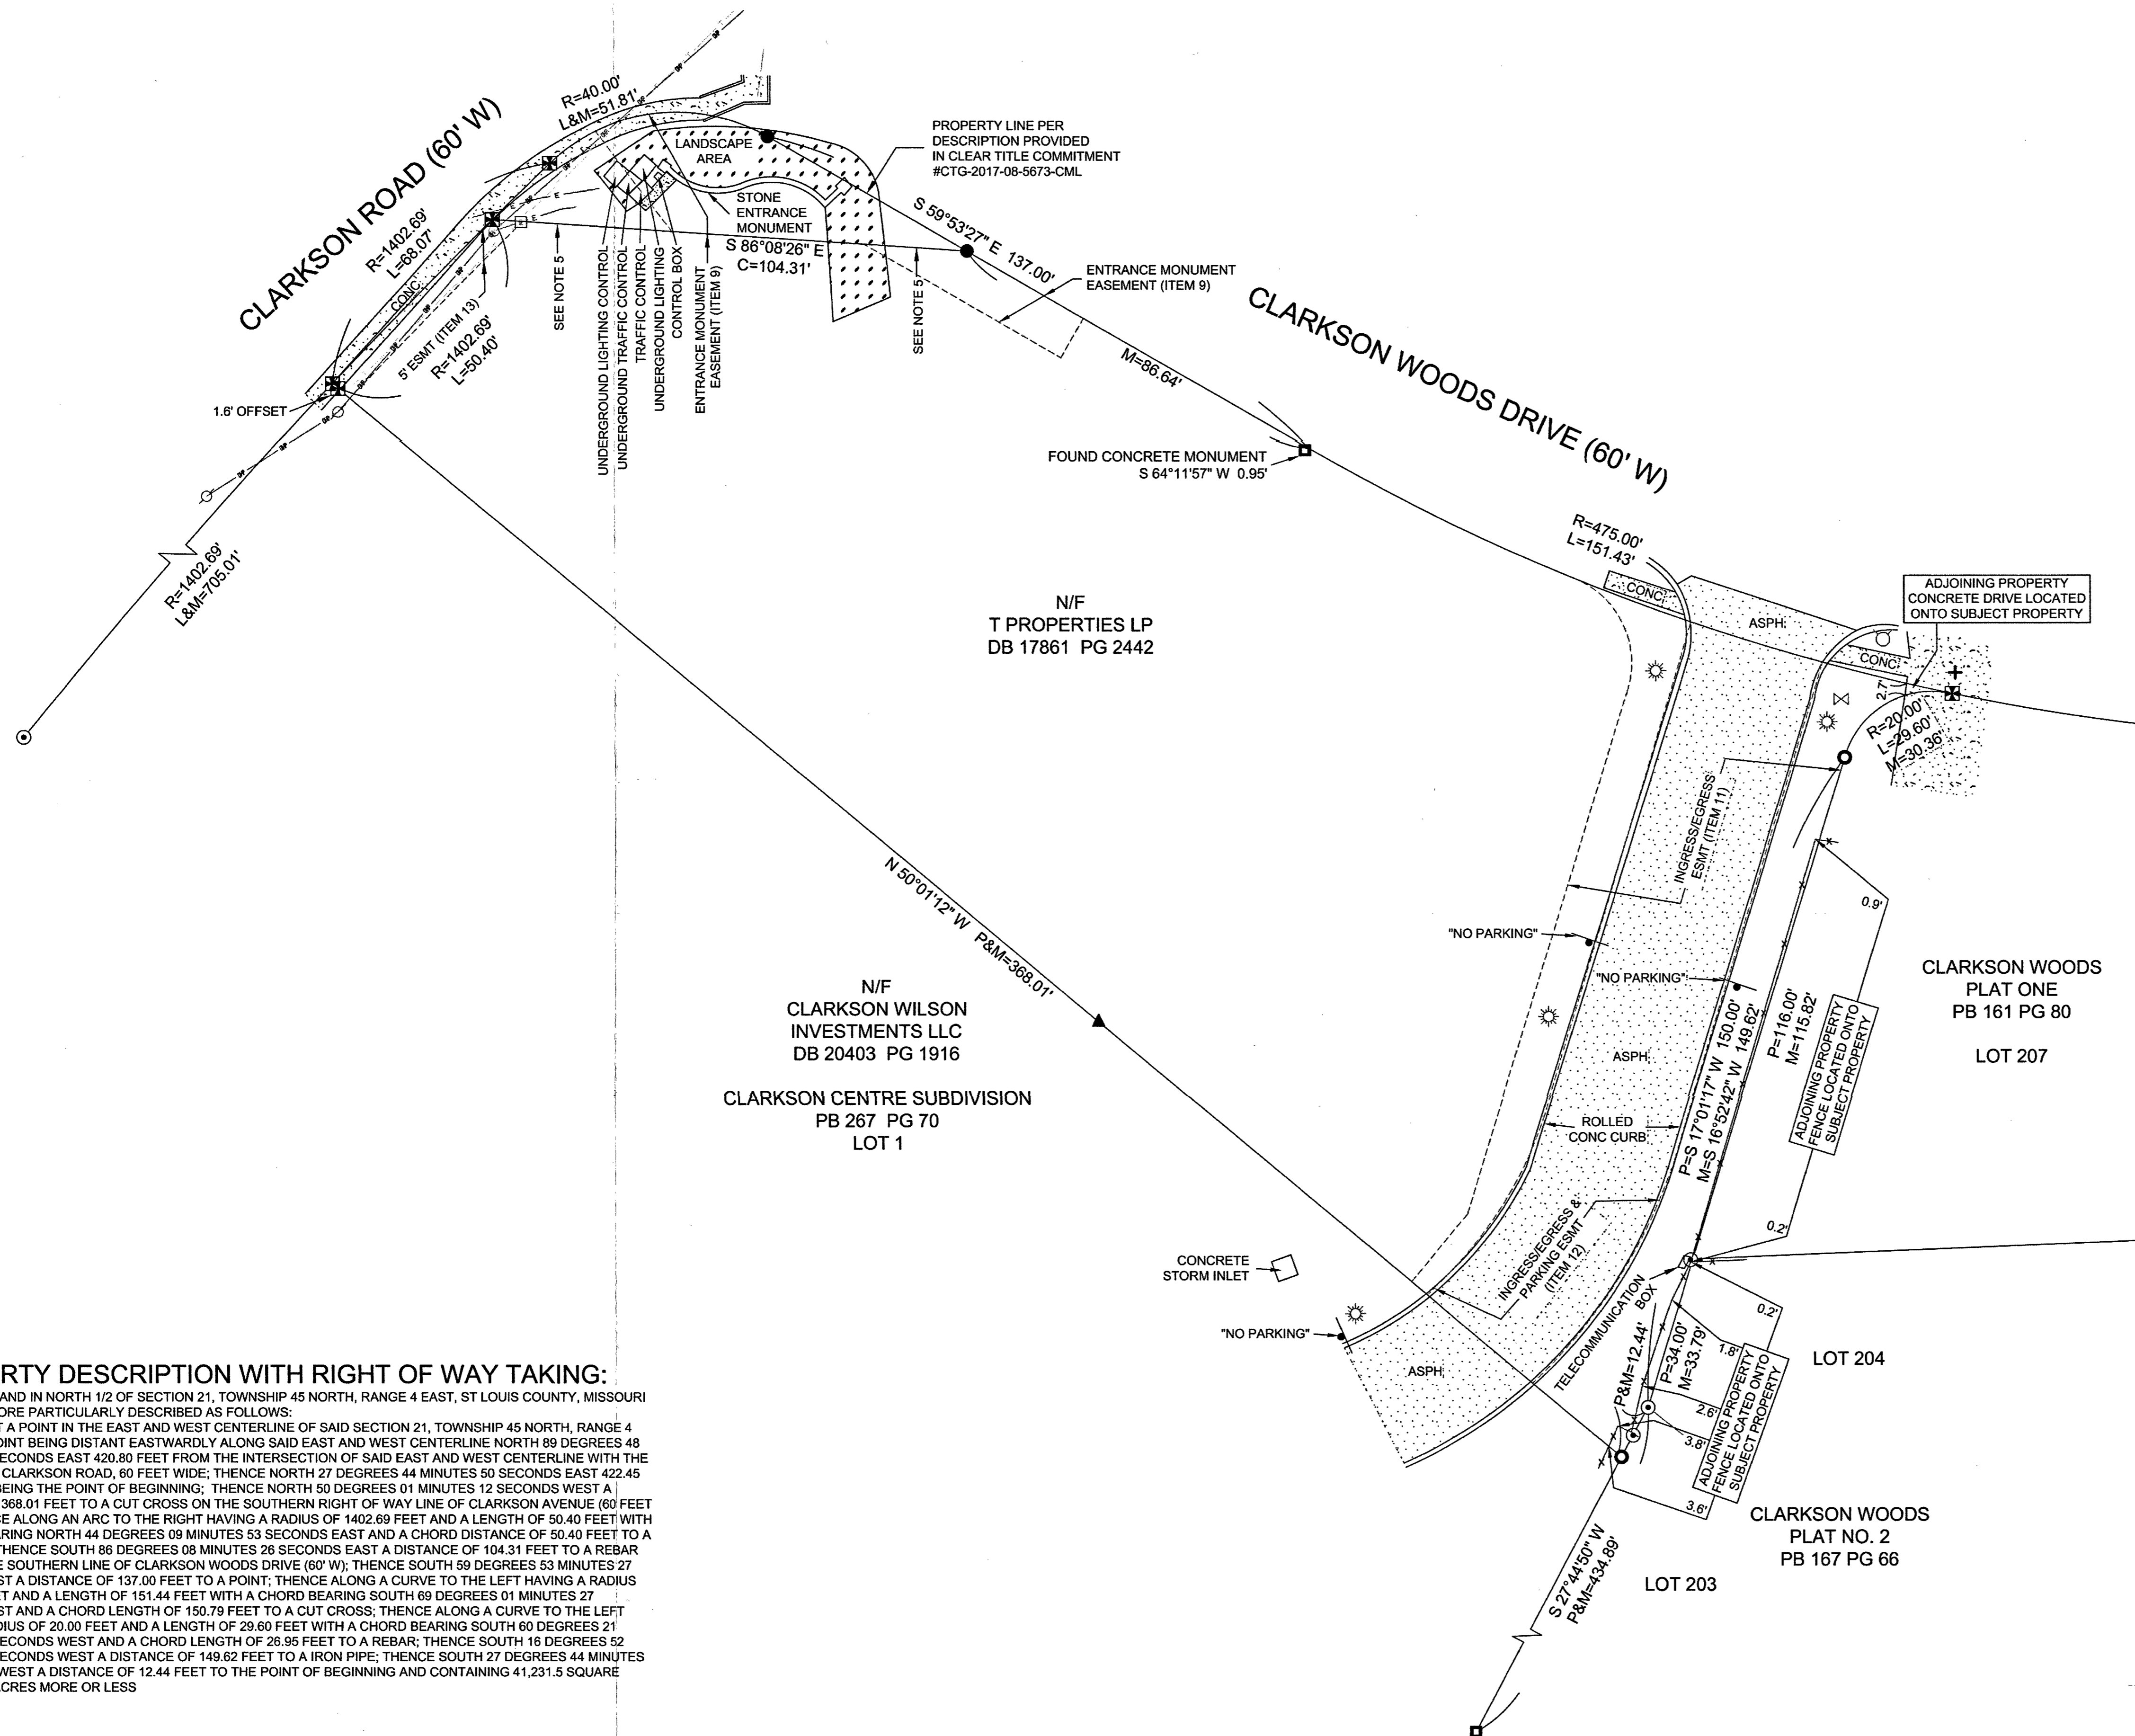 CLARKSON ROAD (60' W)
R=40.00'
L&M=51.81'
R=1402.69'
L=68.07'
CONC.
5' ESMT (ITEM 13)
R=1402.69'
L=50.40'
1.6' OFFSET
R=1402.69'
L&M=705.01'
LANDSCAPE
AREA
STONE
ENTRANCE
MONUMENT
S 86°08'26" E
C=104.31'
SEE NOTE 5
UNDERGROUND LIGHTING CONTROL
UNDERGROUND TRAFFIC CONTROL
TRAFFIC CONTROL
UNDERGROUND LIGHTING
CONTROL BOX
ENTRANCE MONUMENT
EASEMENT (ITEM 9)
SEE NOTE 5
PROPERTY LINE PER
DESCRIPTION PROVIDED
IN CLEAR TITLE COMMITMENT
#CTG-2017-08-5673-CML
S 59°53'27" E 137.00'
ENTRANCE MONUMENT
EASEMENT (ITEM 9)
M=86.64'
CLARKSON WOODS DRIVE (60' W)
FOUND CONCRETE MONUMENT
S 64°11'57" W 0.95'
R=475.00'
L=151.43'
CONC.
ASPH.
CONC.
ADJOINING PROPERTY
CONCRETE DRIVE LOCATED
ONTO SUBJECT PROPERTY
2.7'
R=20.00'
L=29.60'
M=30.36'
N/F
T PROPERTIES LP
DB 17861 PG 2442
INGRESS/EGRESS
ESMT (ITEM 11)
0.9'
"NO PARKING"
"NO PARKING"
N 50°01'12" W P&M=368.01'
N/F
CLARKSON WILSON
INVESTMENTS LLC
DB 20403 PG 1916
CLARKSON CENTRE SUBDIVISION
PB 267 PG 70
LOT 1
CLARKSON WOODS
PLAT ONE
PB 161 PG 80
LOT 207
P=116.00'
M=115.82'
P=S 17°01'17" W 150.00'
M=S 16°52'42" W 149.62'
ADJOINING PROPERTY
FENCE LOCATED ONTO
SUBJECT PROPERTY
ASPH.
ROLLED
CONC CURB
0.2'
INGRESS/EGRESS &
PARKING ESMT
(ITEM 12)
CONCRETE
STORM INLET
"NO PARKING"
ASPH.
TELECOMMUNICATION
BOX
P&M=12.44'
P=34.00'
M=33.79'
0.2'
1.8'
2.6'
3.8'
3.6'
ADJOINING PROPERTY
FENCE LOCATED ONTO
SUBJECT PROPERTY
LOT 204
CLARKSON WOODS
PLAT NO. 2
PB 167 PG 66
LOT 203
S 27°44'50" W
P&M=434.89'
RTY DESCRIPTION WITH RIGHT OF WAY TAKING:
AND IN NORTH 1/2 OF SECTION 21, TOWNSHIP 45 NORTH, RANGE 4 EAST, ST LOUIS COUNTY, MISSOURI
ORE PARTICULARLY DESCRIBED AS FOLLOWS:
T A POINT IN THE EAST AND WEST CENTERLINE OF SAID SECTION 21, TOWNSHIP 45 NORTH, RANGE 4
OINT BEING DISTANT EASTWARDLY ALONG SAID EAST AND WEST CENTERLINE NORTH 89 DEGREES 48
ECONDS EAST 420.80 FEET FROM THE INTERSECTION OF SAID EAST AND WEST CENTERLINE WITH THE
CLARKSON ROAD, 60 FEET WIDE; THENCE NORTH 27 DEGREES 44 MINUTES 50 SECONDS EAST 422.45
BEING THE POINT OF BEGINNING; THENCE NORTH 50 DEGREES 01 MINUTES 12 SECONDS WEST A
368.01 FEET TO A CUT CROSS ON THE SOUTHERN RIGHT OF WAY LINE OF CLARKSON AVENUE (60 FEET
E ALONG AN ARC TO THE RIGHT HAVING A RADIUS OF 1402.69 FEET AND A LENGTH OF 50.40 FEET WITH
RING NORTH 44 DEGREES 09 MINUTES 53 SECONDS EAST AND A CHORD DISTANCE OF 50.40 FEET TO A
THENCE SOUTH 86 DEGREES 08 MINUTES 26 SECONDS EAST A DISTANCE OF 104.31 FEET TO A REBAR
E SOUTHERN LINE OF CLARKSON WOODS DRIVE (60' W); THENCE SOUTH 59 DEGREES 53 MINUTES 27
ST A DISTANCE OF 137.00 FEET TO A POINT; THENCE ALONG A CURVE TO THE LEFT HAVING A RADIUS
ET AND A LENGTH OF 151.44 FEET WITH A CHORD BEARING SOUTH 69 DEGREES 01 MINUTES 27
ST AND A CHORD LENGTH OF 150.79 FEET TO A CUT CROSS; THENCE ALONG A CURVE TO THE LEFT
DIUS OF 20.00 FEET AND A LENGTH OF 29.60 FEET WITH A CHORD BEARING SOUTH 60 DEGREES 21
ECONDS WEST AND A CHORD LENGTH OF 26.95 FEET TO A REBAR; THENCE SOUTH 16 DEGREES 52
ECONDS WEST A DISTANCE OF 149.62 FEET TO A IRON PIPE; THENCE SOUTH 27 DEGREES 44 MINUTES
WEST A DISTANCE OF 12.44 FEET TO THE POINT OF BEGINNING AND CONTAINING 41,231.5 SQUARE
ACRES MORE OR LESS